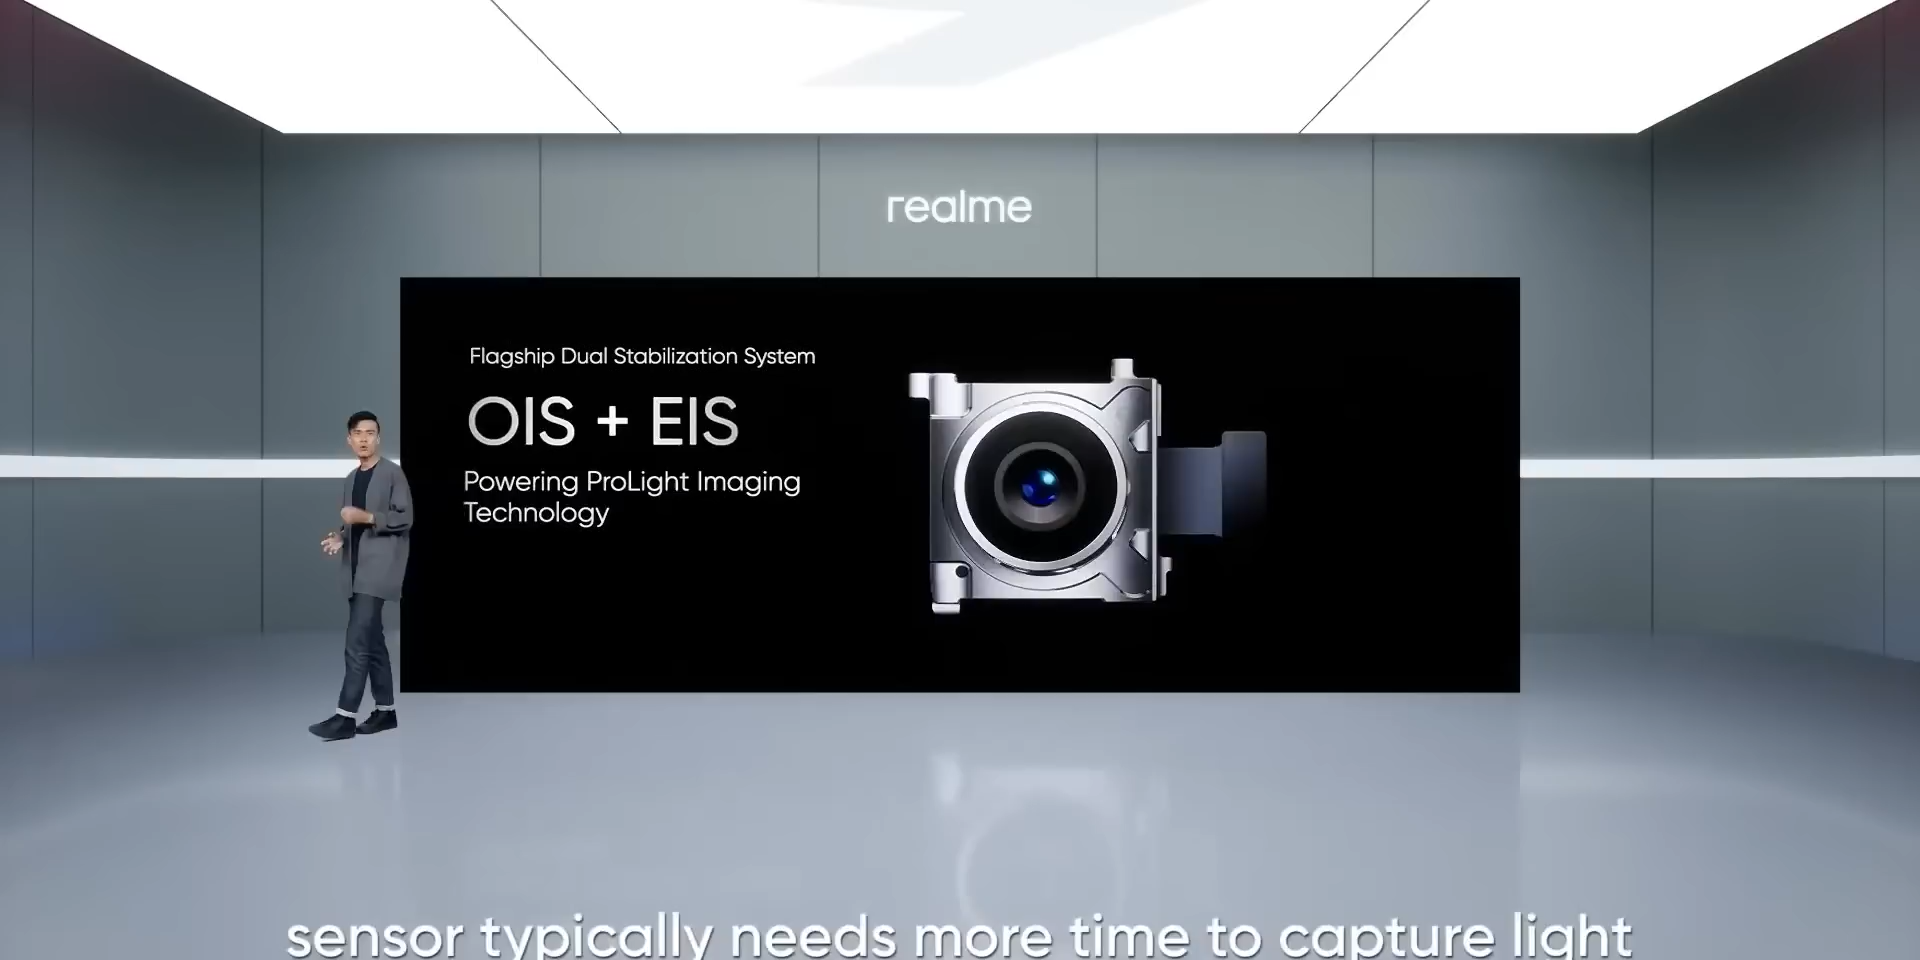 realme
Flagship Dual Stabilization System
OIS + EIS
Powering ProLight Imaging
Technology
sensor typically needs more time to capture light